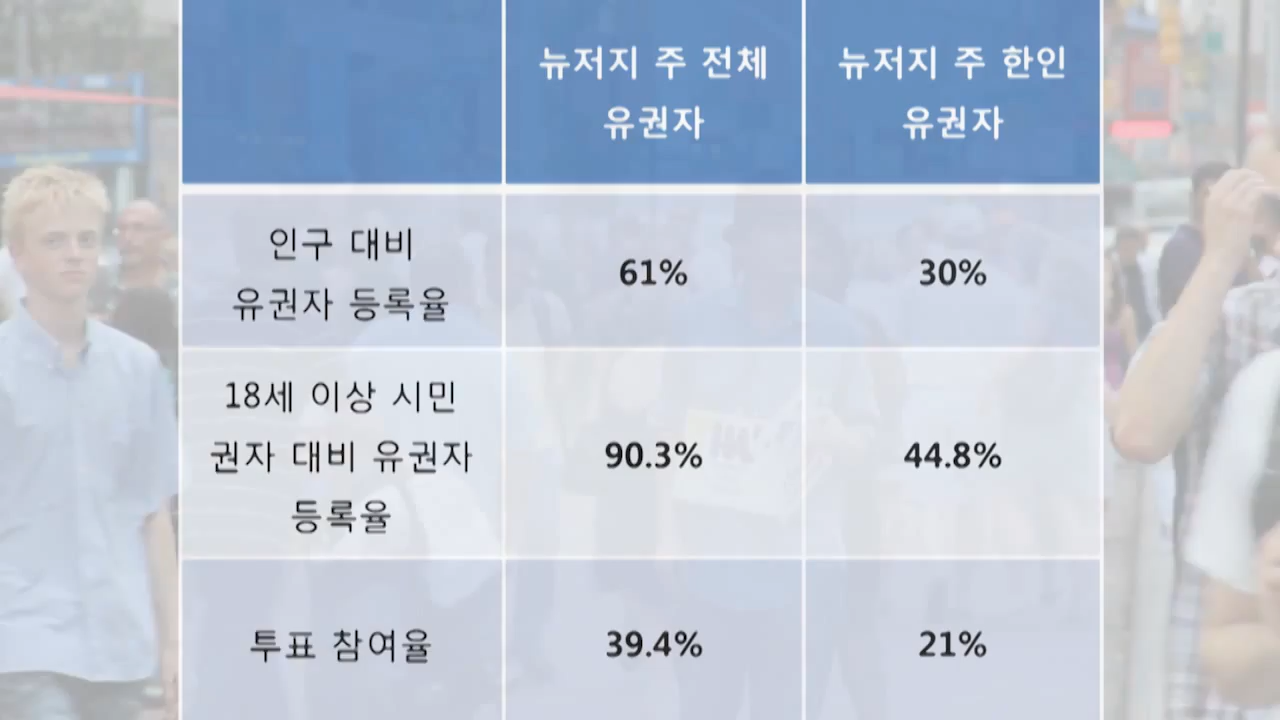 뉴저지 주 전체
유권자
뉴저지 주 한인
유권자
인구 대비
유권자 등록율
61%
30%
18세 이상 시민
권자 대비 유권자
등록율
90.3%
44.8%
투표 참여율
39.4%
21%